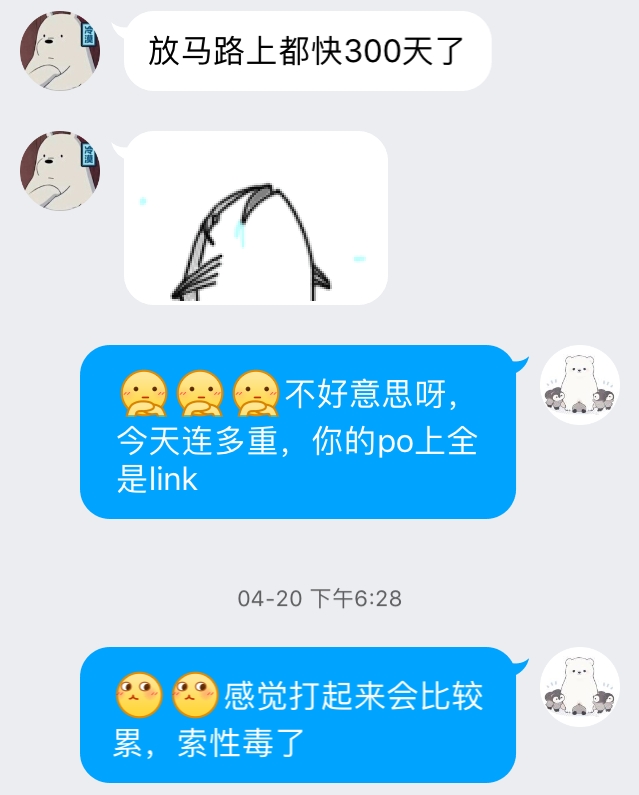 冷漠
放马路上都快300天了
冷漠
不好意思呀，
今天连多重，你的po上全
是link
04-20 下午6:28
感觉打起来会比较
累，索性毒了